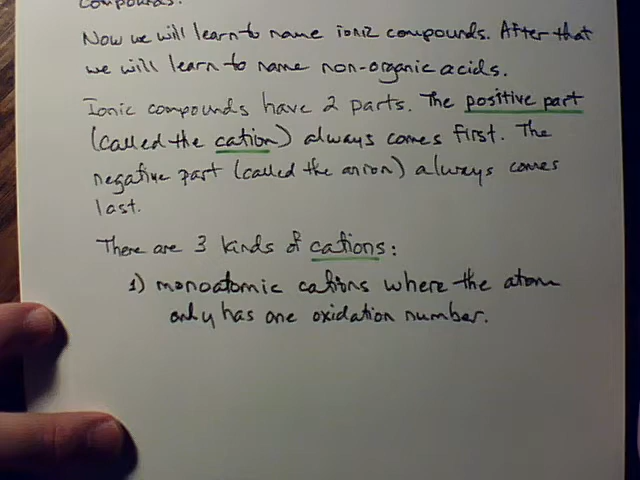 compounds.
Now we will learn to name ionic compounds. After that
we will learn to name non-organic acids.
Ionic compounds have 2 parts. The positive part
(called the cation) always comes first. The
negative part (called the anion) always comes
last.
There are 3 kinds of cations:
1) monoatomic cations where the atom
only has one oxidation number.